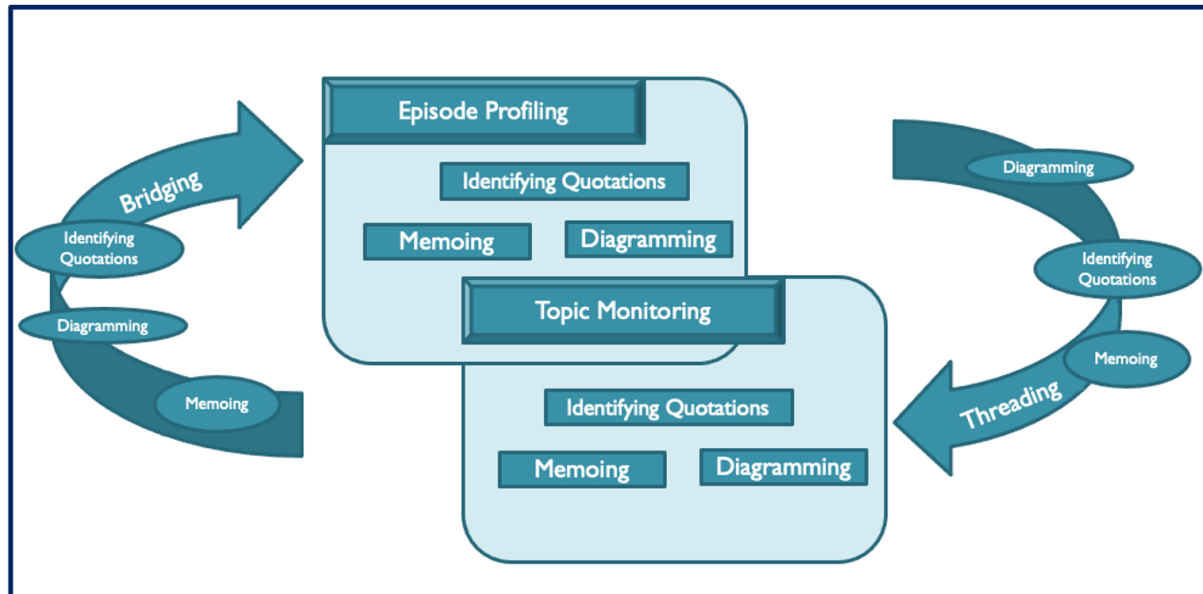 Episode Profiling
Identifying Quotations
Memoing
Diagramming
Topic Monitoring
Identifying Quotations
Memoing
Diagramming
Bridging
Identifying
Quotations
Diagramming
Memoing
Diagramming
Identifying
Quotations
Memoing
Threading